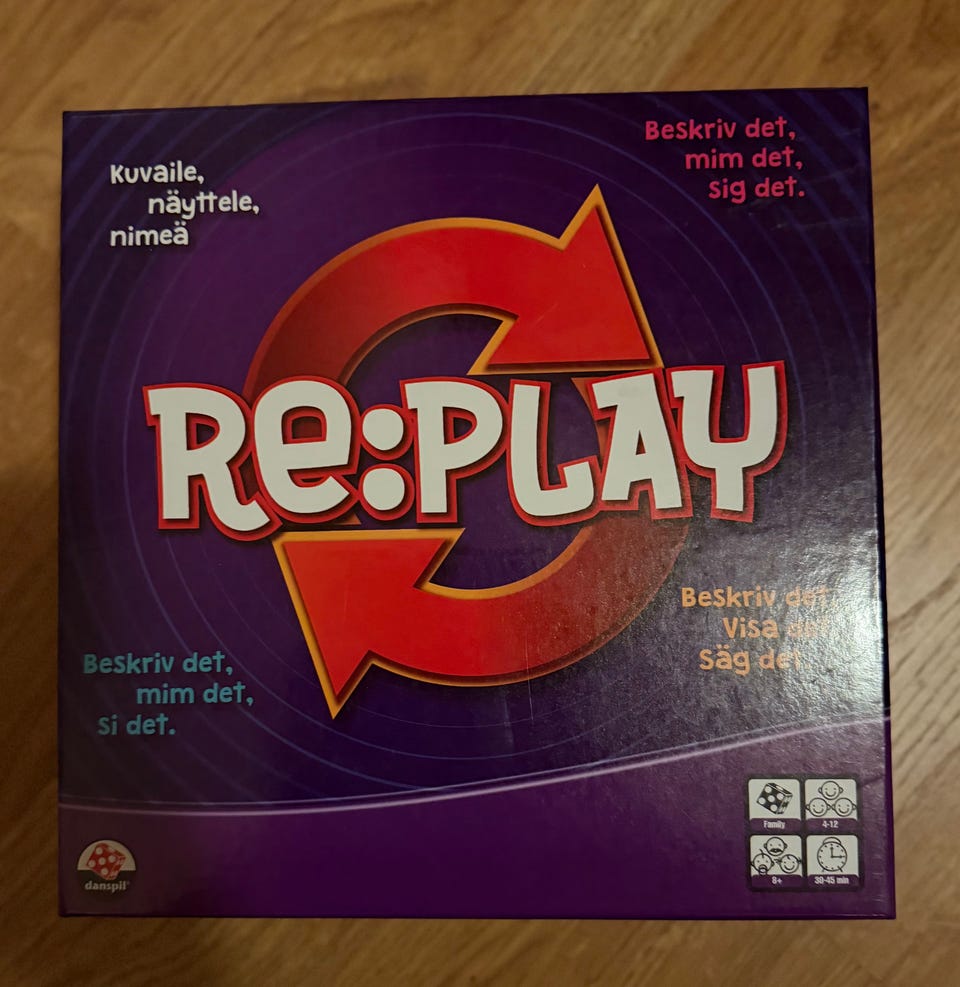 Kuvaile,
näyttele,
nimeä
Beskriv det,
mim det,
sig det.
Re:PLAY
Beskriv det,
Visa det
Säg det
Beskriv det,
mim det,
si det.
danspil®
Family
4-12
8+
30-45 min